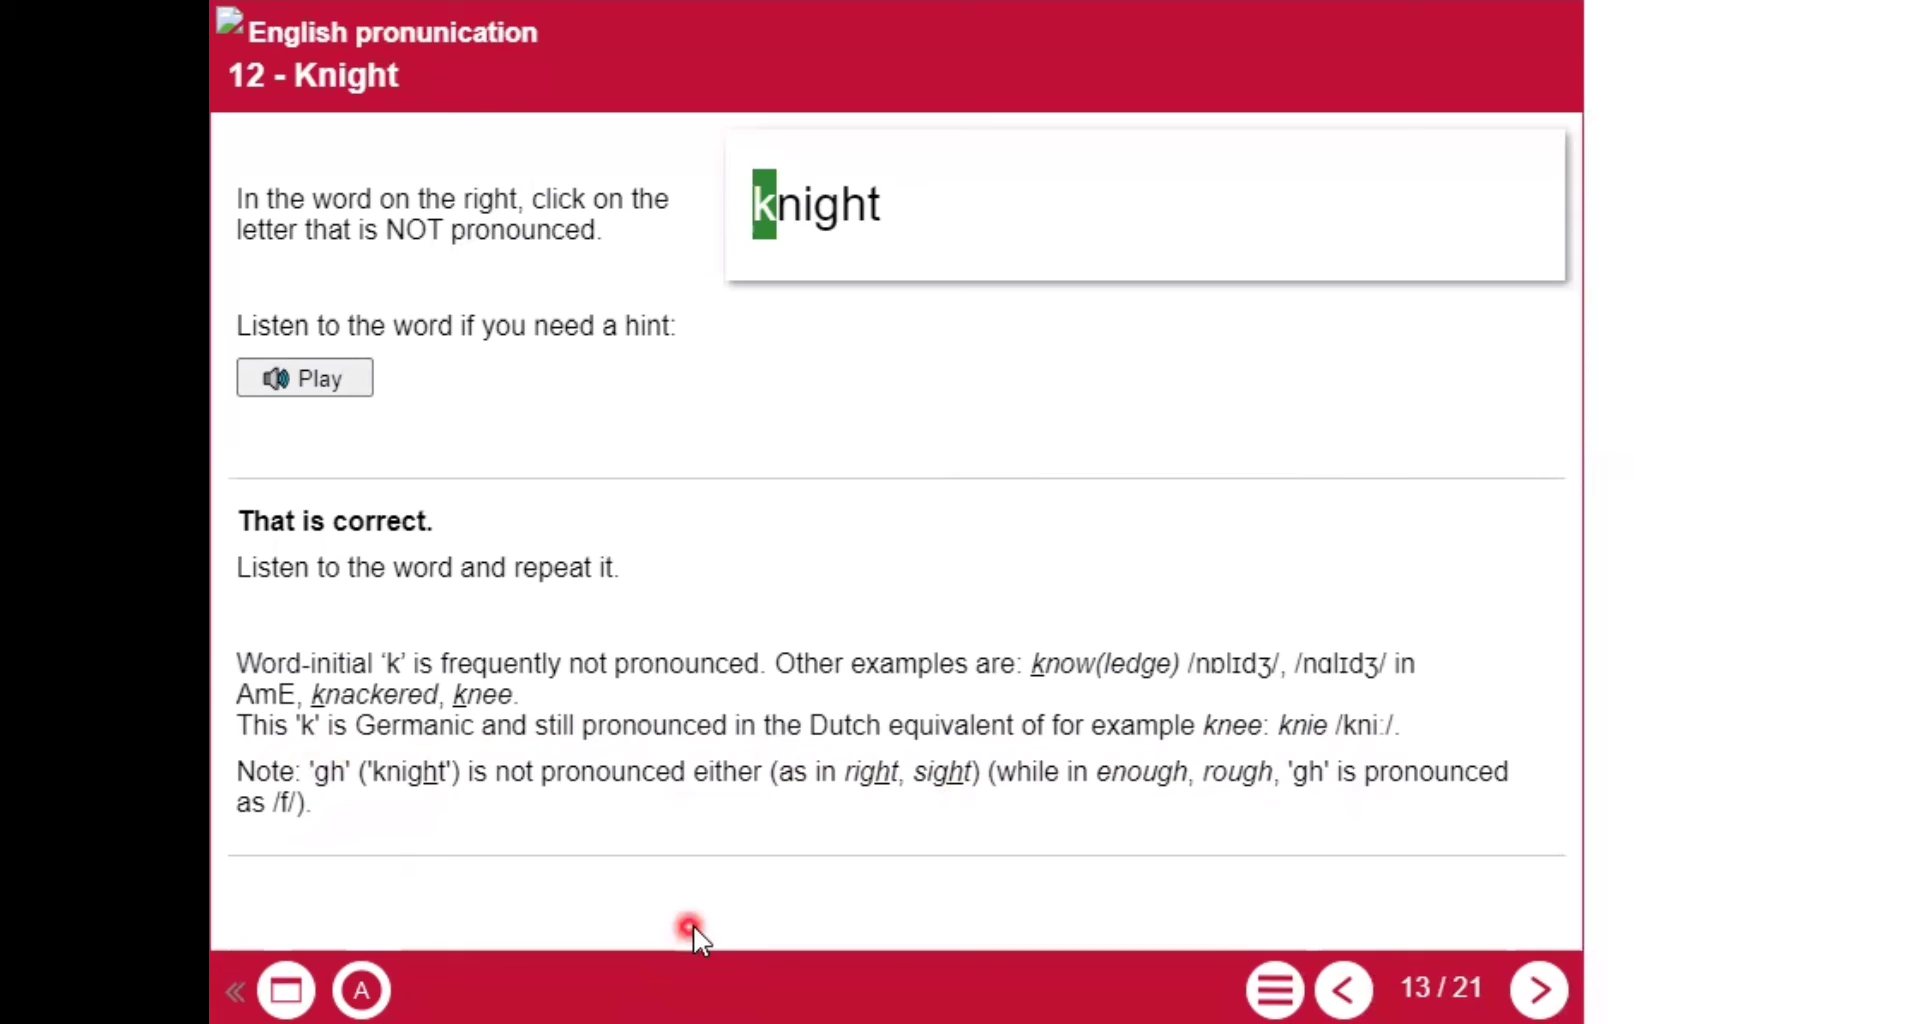 English pronunication
12 - Knight
In the word on the right, click on the
letter that is NOT pronounced.
knight
Listen to the word if you need a hint:
Play
That is correct.
Listen to the word and repeat it.
Word-initial ‘k’ is frequently not pronounced. Other examples are: know(ledge) /nɒlɪdʒ/, /nɑlɪdʒ/ in
AmE, knackered, knee.
This 'k' is Germanic and still pronounced in the Dutch equivalent of for example knee: knie /kni:/.
Note: 'gh' ('knight') is not pronounced either (as in right, sight) (while in enough, rough, 'gh' is pronounced
as /f/).
«
A
13 / 21